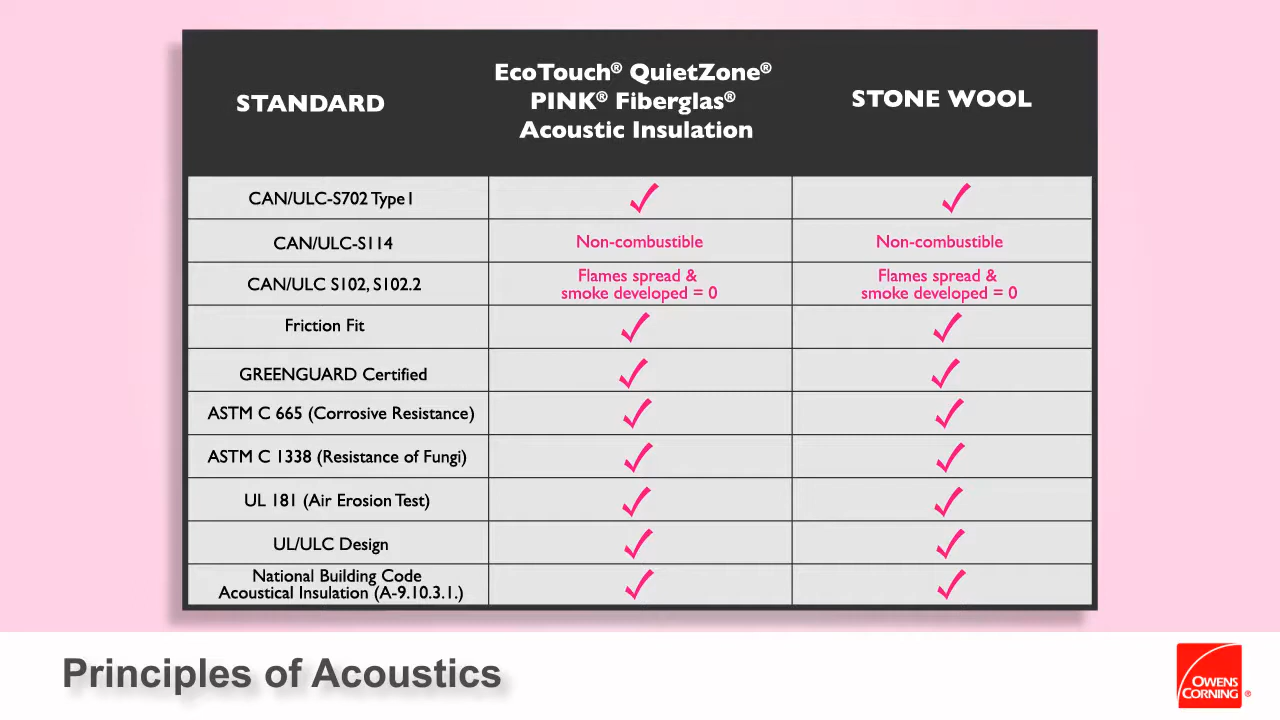 STANDARD
EcoTouch® QuietZone®
PINK® Fiberglas®
Acoustic Insulation
STONE WOOL
CAN/ULC-S702 Type I
CAN/ULC-S114
Non-combustible
Non-combustible
CAN/ULC S102, S102.2
Flames spread &
smoke developed = 0
Flames spread &
smoke developed = 0
Friction Fit
GREENGUARD Certified
ASTM C 665 (Corrosive Resistance)
ASTM C 1338 (Resistance of Fungi)
UL 181 (Air Erosion Test)
UL/ULC Design
National Building Code
Acoustical Insulation (A-9.10.3.1.)
Principles of Acoustics
OWENS
CORNING®